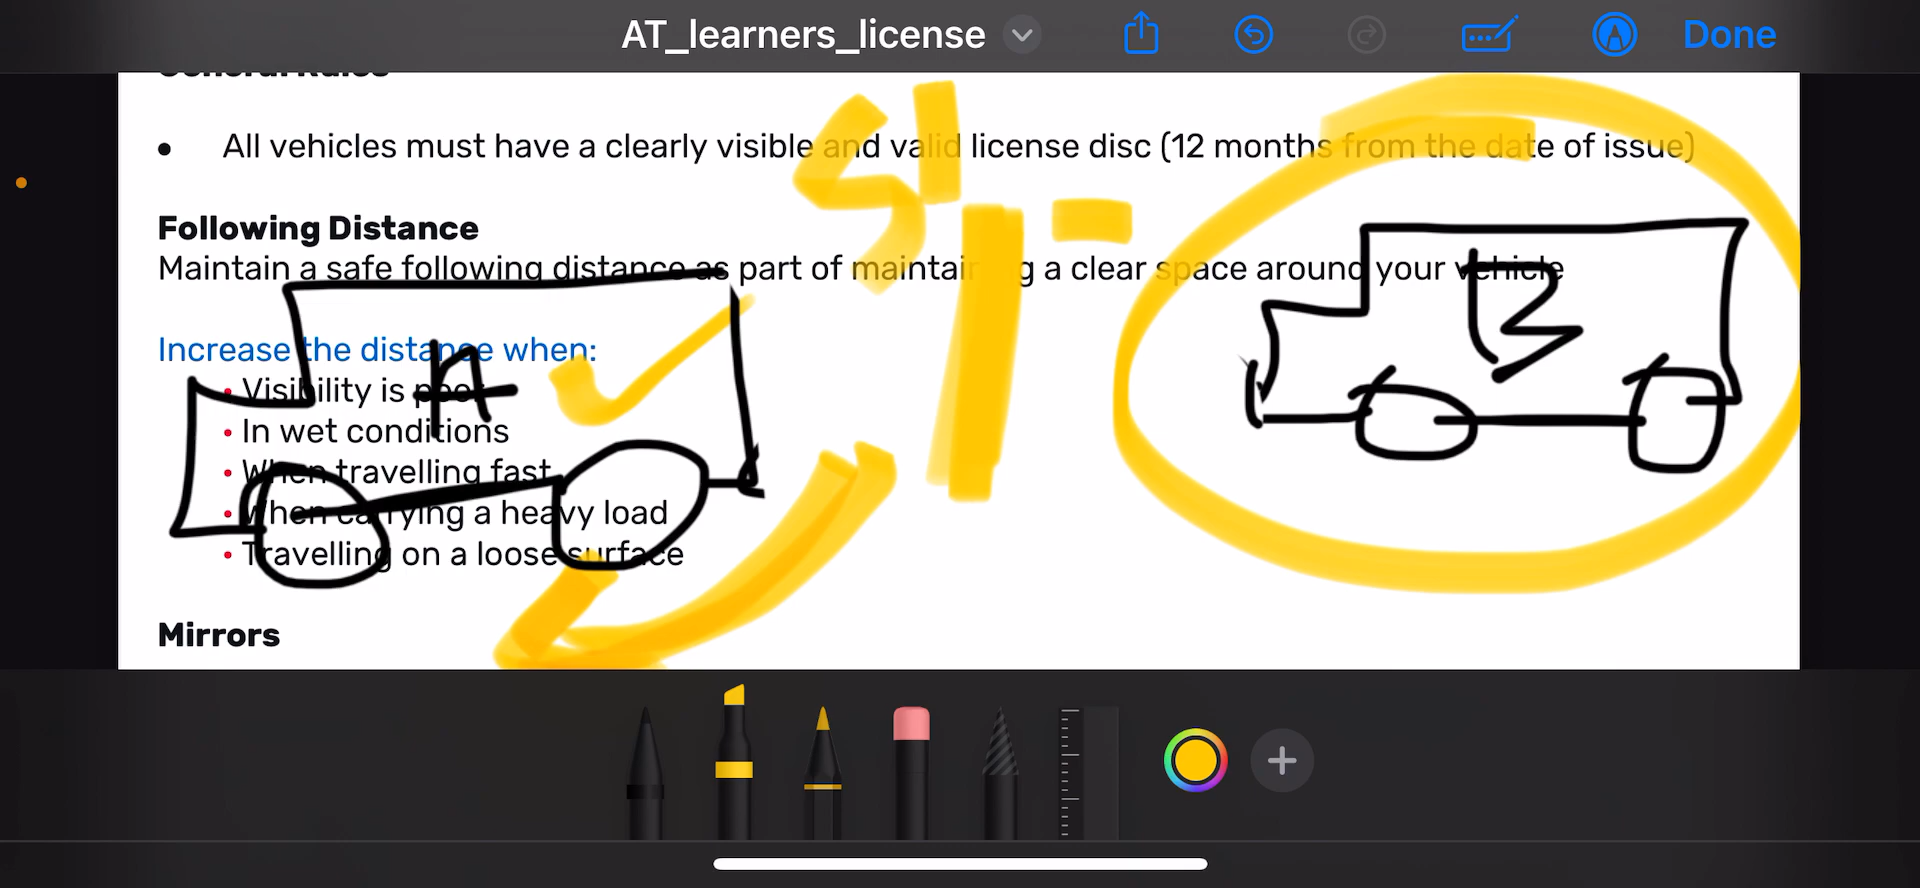 AT_learners_license
Done
General Rules
• All vehicles must have a clearly visible and valid license disc (12 months from the date of issue)
Following Distance
Maintain a safe following distance as part of maintaining a clear space around your vehicle
Increase the distance when:
• Visibility is poor
• In wet conditions
• When travelling fast
• When carrying a heavy load
• Travelling on a loose surface
Mirrors
A
B